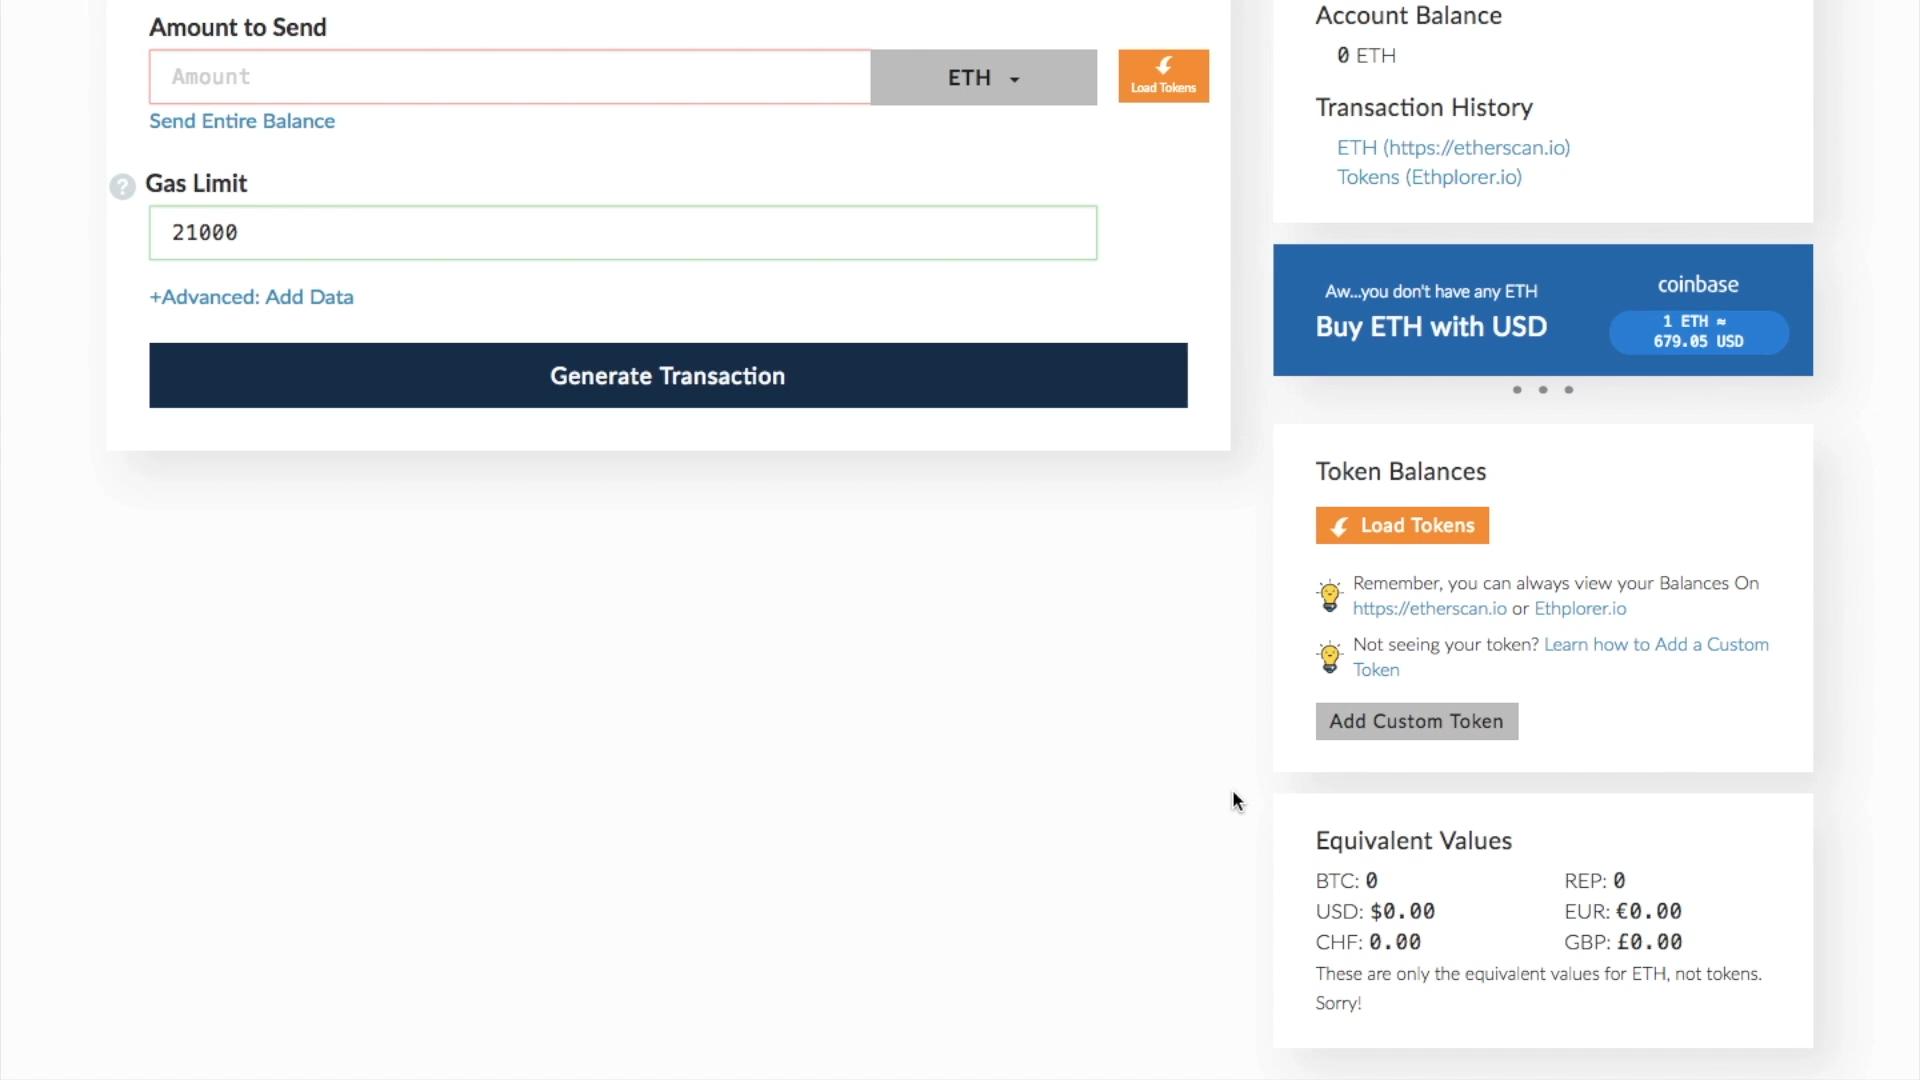 Amount to Send
Amount
ETH
Load Tokens
Send Entire Balance
? Gas Limit
21000
+Advanced: Add Data
Generate Transaction
Account Balance
0 ETH
Transaction History
ETH (https://etherscan.io)
Tokens (Ethplorer.io)
Aw...you don't have any ETH
Buy ETH with USD
coinbase
1 ETH ≈
679.05 USD
Token Balances
Load Tokens
Remember, you can always view your Balances On
https://etherscan.io or Ethplorer.io
Not seeing your token? Learn how to Add a Custom
Token
Add Custom Token
Equivalent Values
BTC: 0 REP: 0
USD: $0.00 EUR: €0.00
CHF: 0.00 GBP: £0.00
These are only the equivalent values for ETH, not tokens.
Sorry!